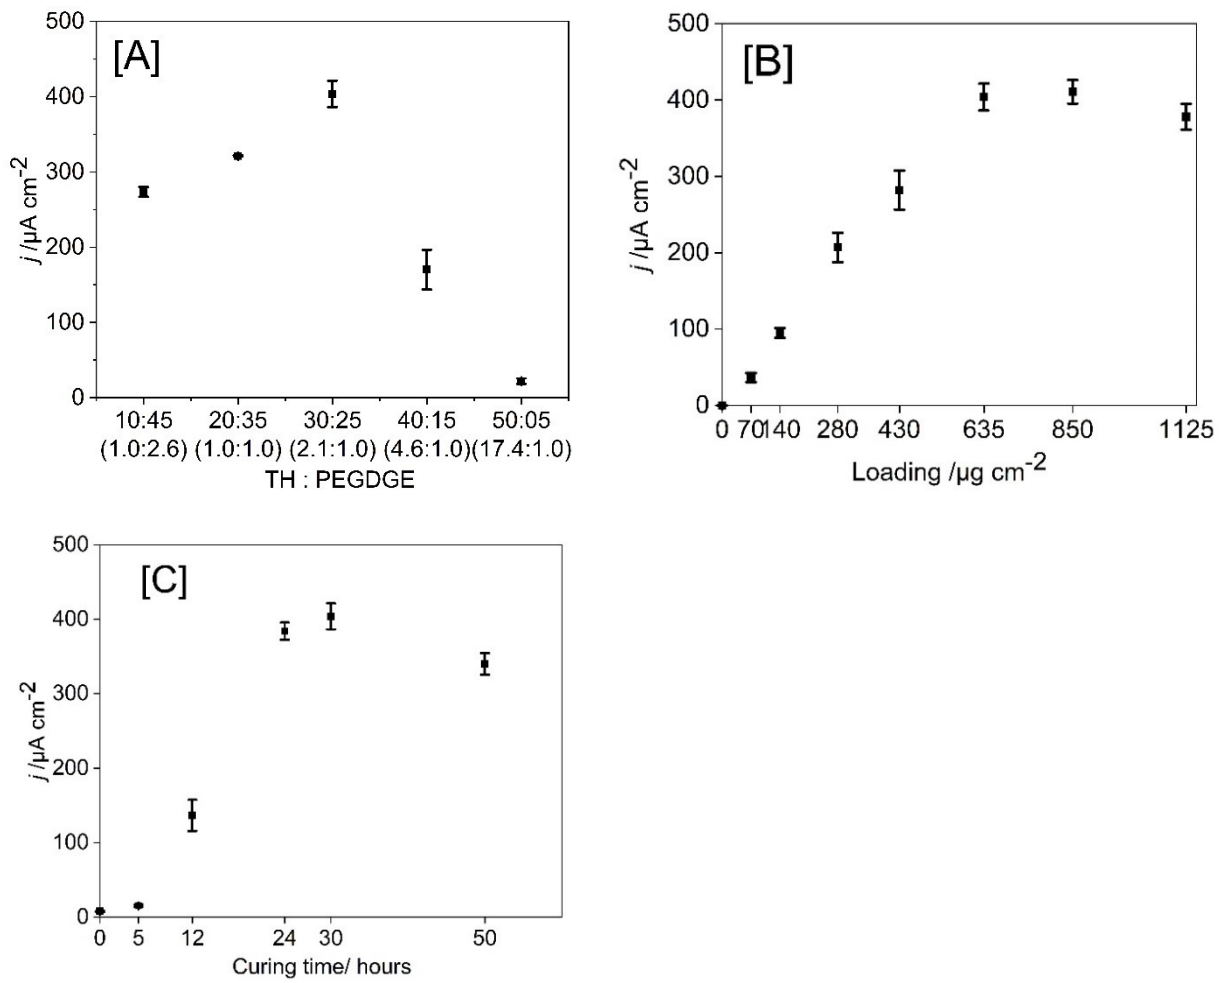 [A]
500
400
300
200
100
0
j /µA cm-2
10:45 20:35 30:25 40:15 50:05
(1.0:2.6) (1.0:1.0) (2.1:1.0) (4.6:1.0)(17.4:1.0)
TH : PEGDGE
[B]
500
400
300
200
100
0
j /µA cm-2
0 70140 280 430 635 850 1125
Loading /µg cm-2
[C]
500
400
300
200
100
0
j /µA cm-2
0 5 12 24 30 50
Curing time/ hours